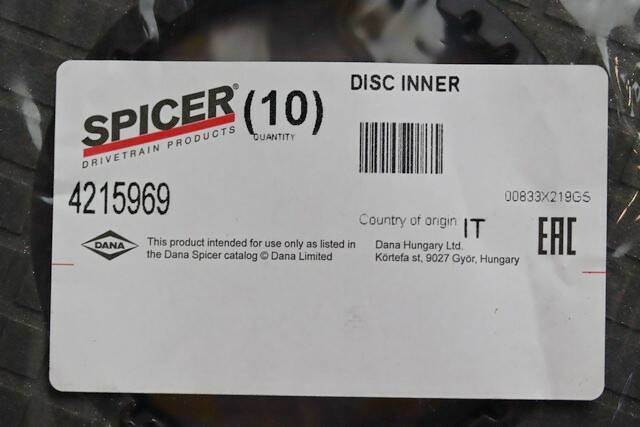 DISC INNER
SPICER®
(10)
QUANTITY
DRIVETRAIN PRODUCTS
4215969
00833X219G5
Country of origin IT
EAC
DANA
This product intended for use only as listed in
the Dana Spicer catalog © Dana Limited
Dana Hungary Ltd.
Körtefa st, 9027 Györ, Hungary